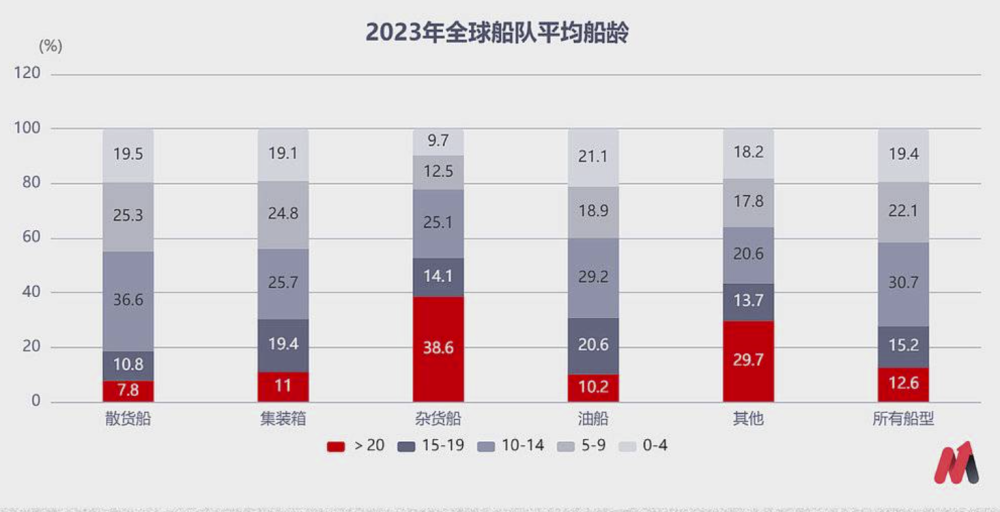 2023年全球船队平均船龄
(%)
120
100
80
60
40
20
0
19.5 19.1 9.7 21.1 18.2 19.4
25.3 24.8 12.5 18.9 17.8 22.1
36.6 25.7 25.1 29.2 20.6 30.7
10.8 19.4 14.1 20.6 13.7 15.2
7.8 11 38.6 10.2 29.7 12.6
散货船 集装箱 杂货船 油船 其他 所有船型
>20 15-19 10-14 5-9 0-4